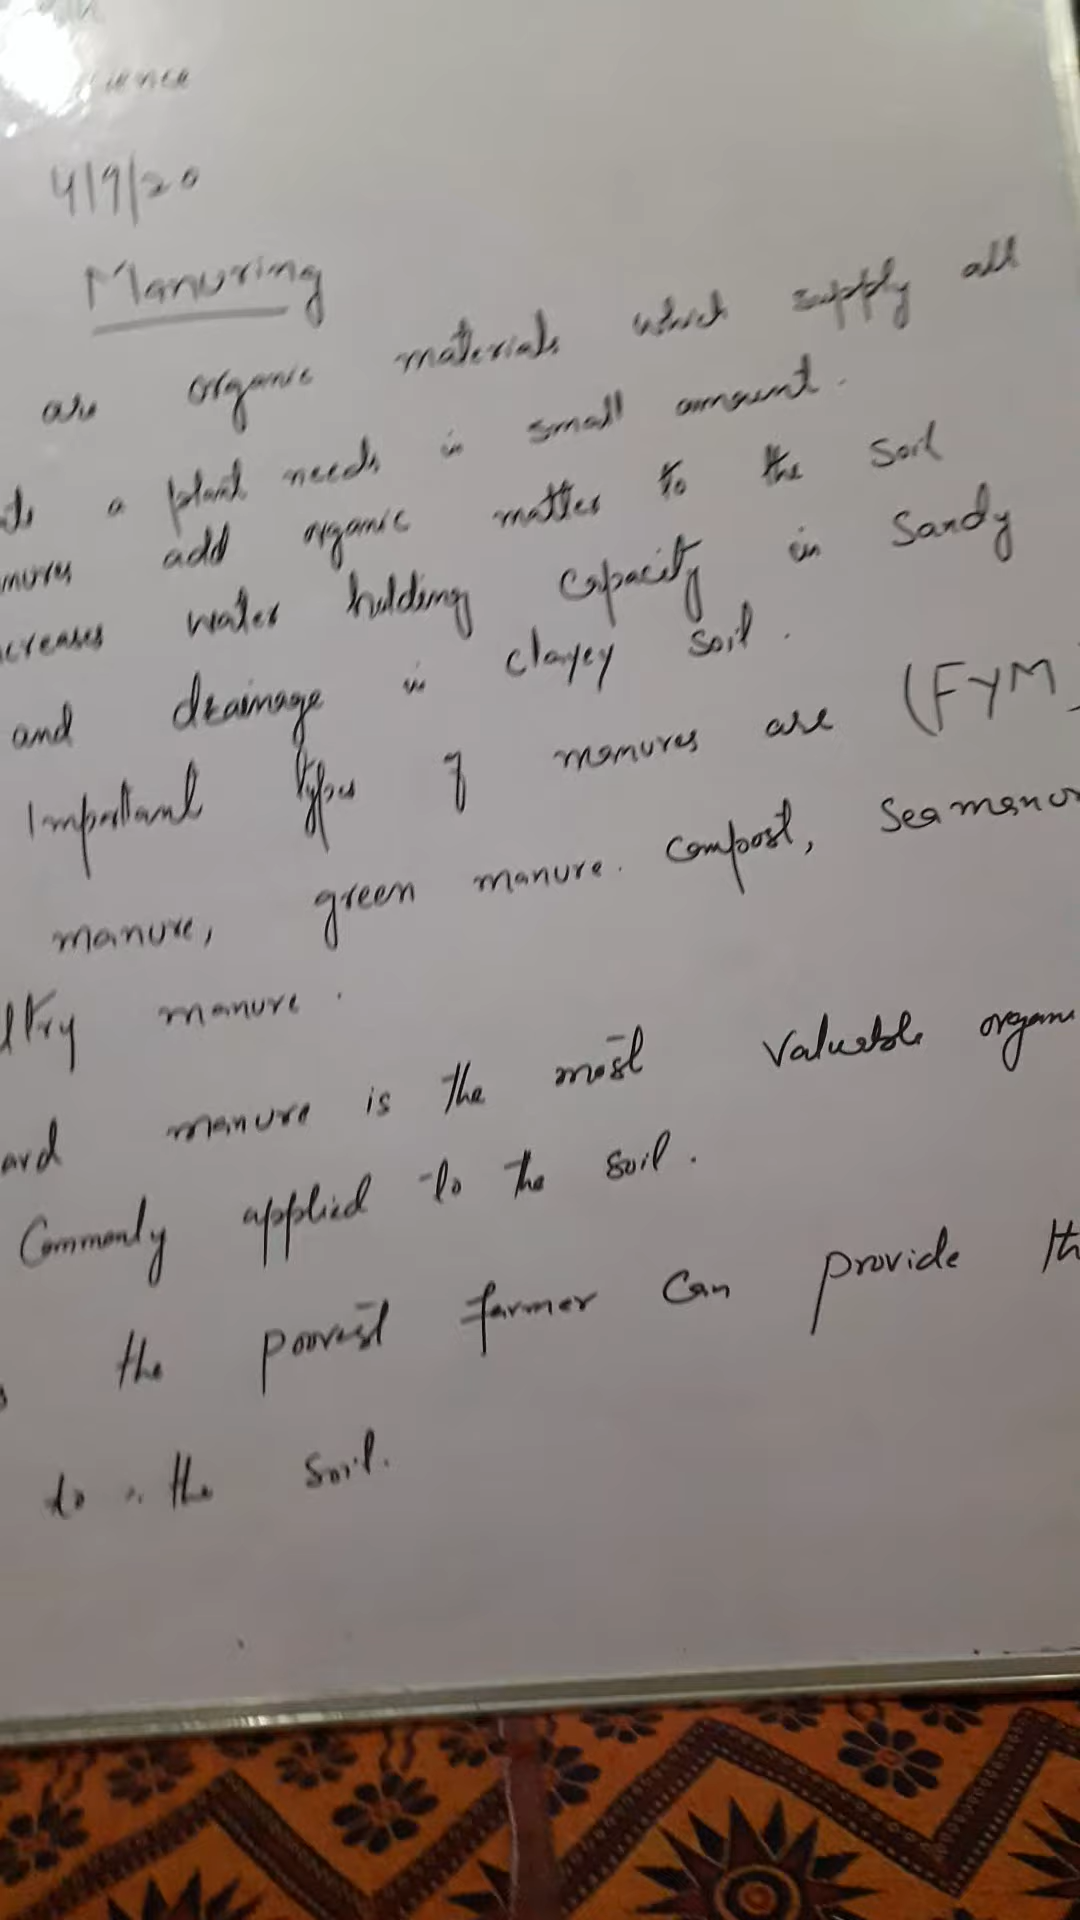 4/9/20
Manuring
are organic materials which supply all
a plant needs in small amount.
add organic matter to the soil
water holding capacity in sandy
and drainage in clayey soil.
Important types of manures are (FYM)
manure, green manure. Compost, Sea
manure.
manure is the most valuable
Commonly applied to the soil.
the poorest farmer can provide
to the soil.